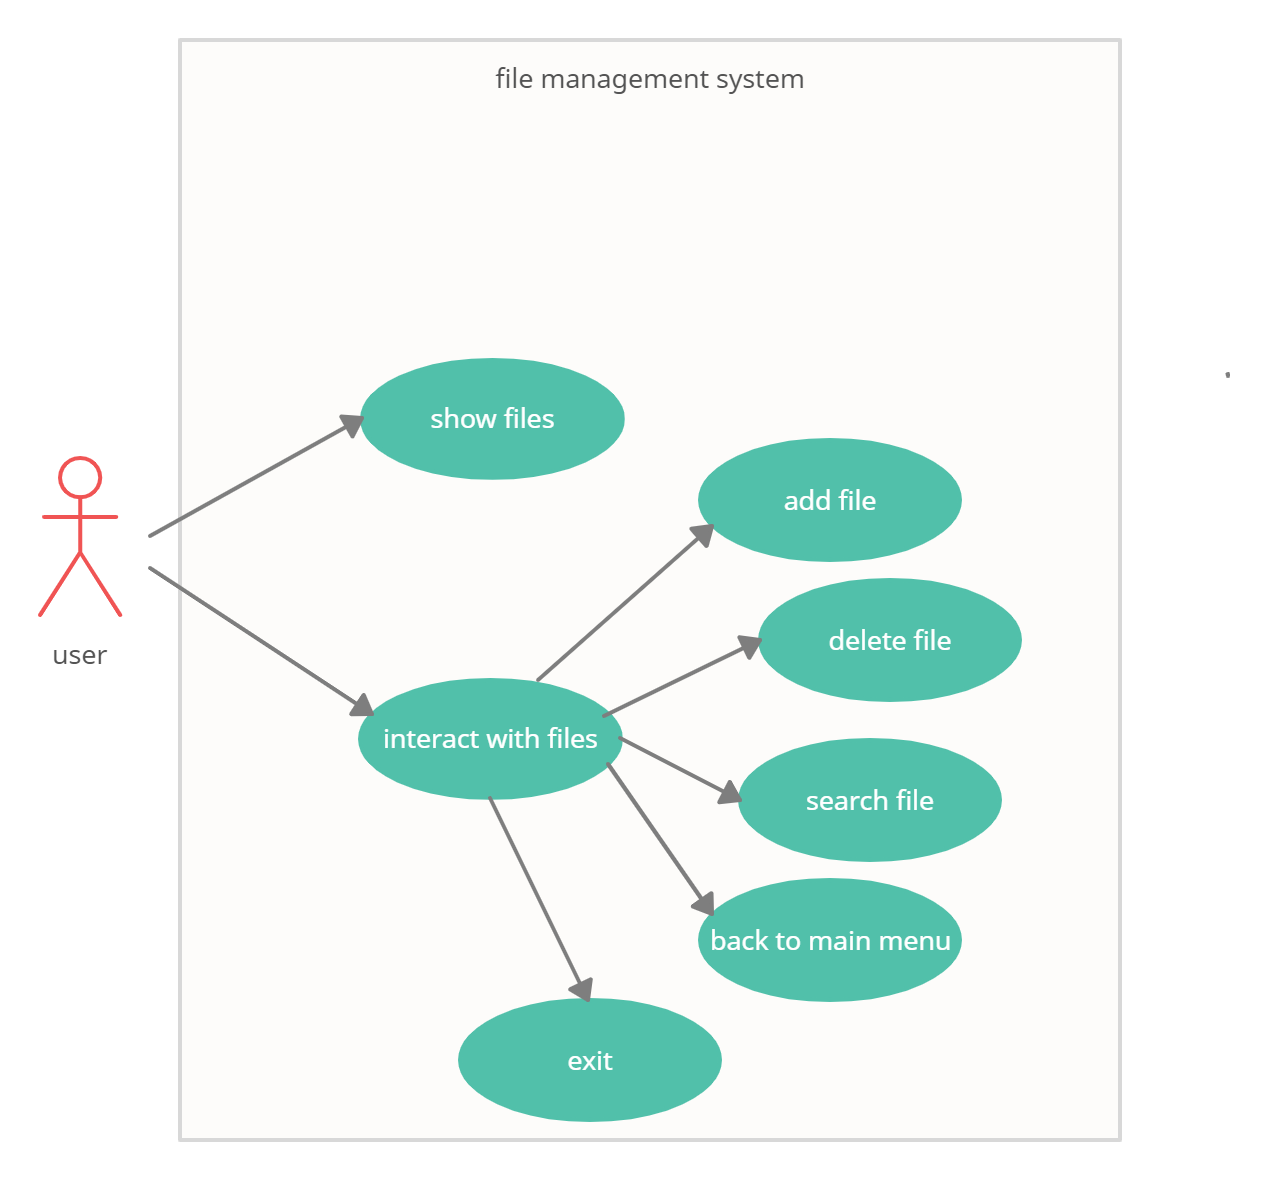 file management system
show files
add file
user
delete file
interact with files
search file
back to main menu
exit